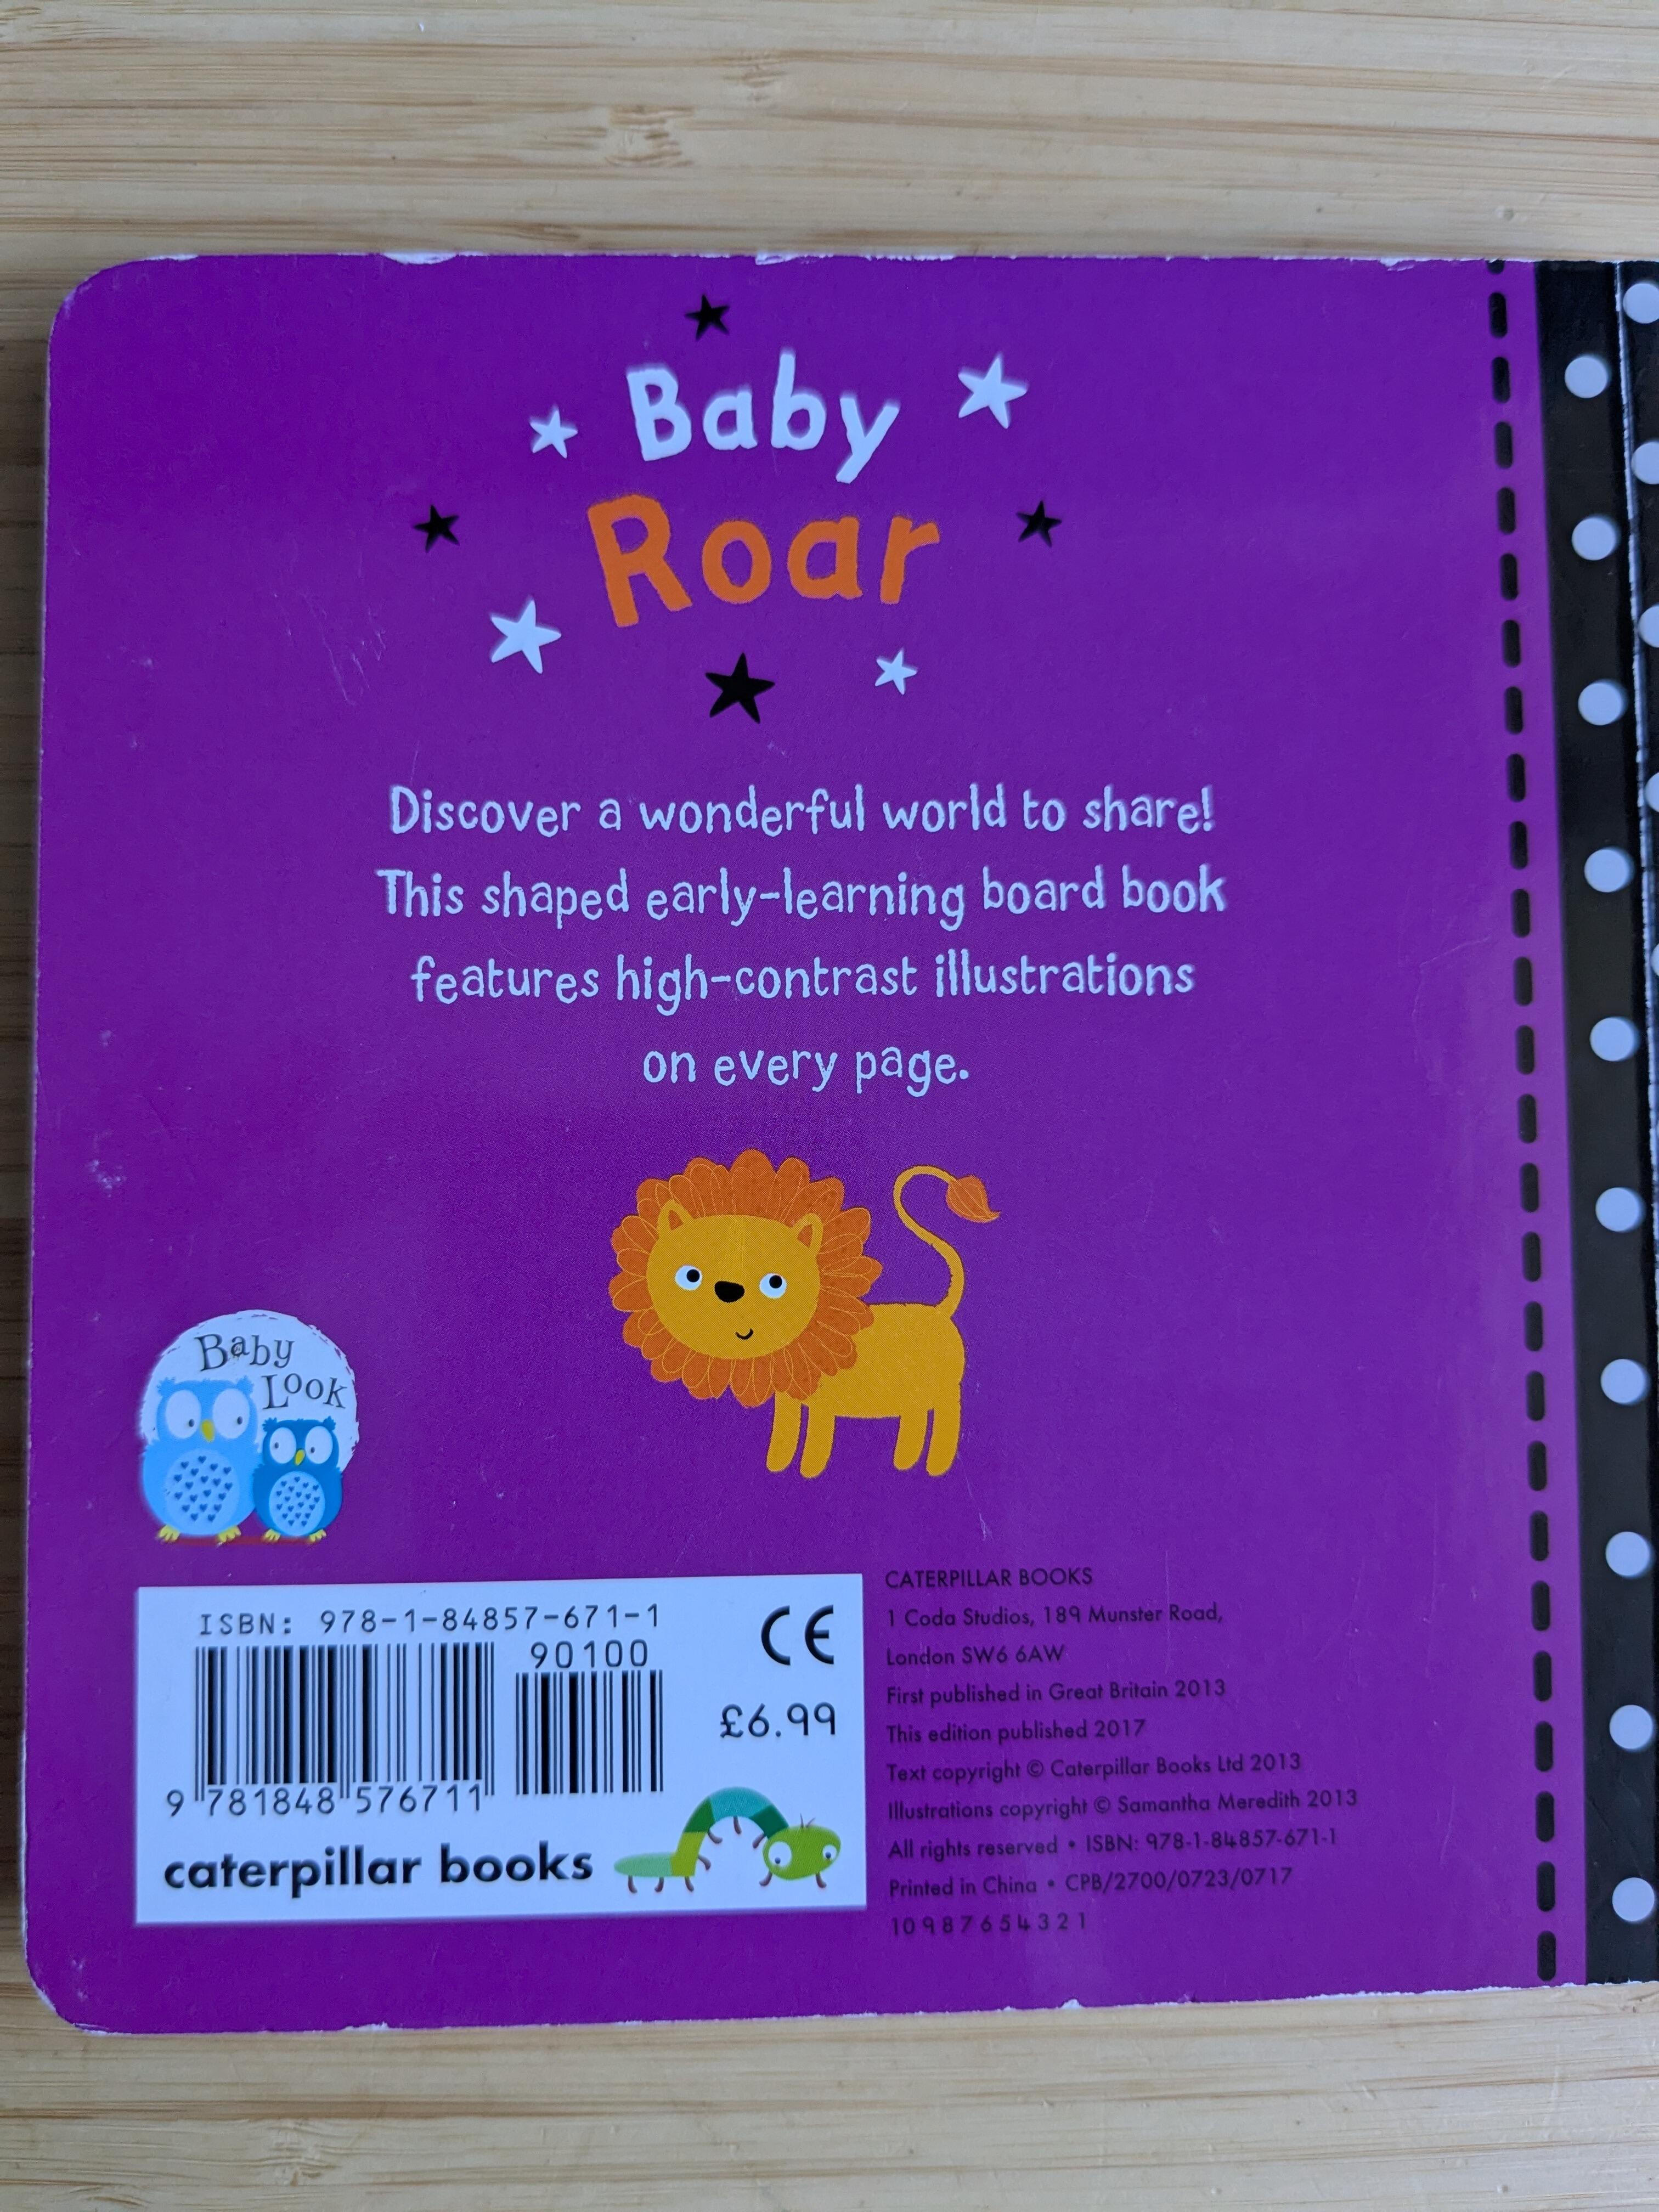 Baby
Roar
Discover a wonderful world to share!
This shaped early-learning board book
features high-contrast illustrations
on every page.
Baby
Look
ISBN: 978-1-84857-671-1
90100
9 781848 576711
CE
£6.99
caterpillar books
CATERPILLAR BOOKS
1 Coda Studios, 189 Munster Road,
London SW6 6AW
First published in Great Britain 2013
This edition published 2017
Text copyright © Caterpillar Books Ltd 2013
Illustrations copyright © Samantha Meredith 2013
All rights reserved • ISBN: 978-1-84857-671-1
Printed in China • CPB/2700/0723/0717
10 9 8 7 6 5 4 3 2 1